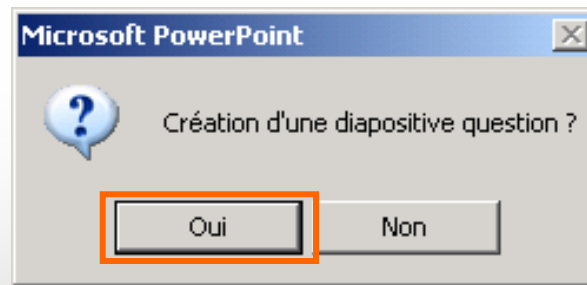 Microsoft PowerPoint
Création d'une diapositive question ?
Oui
Non